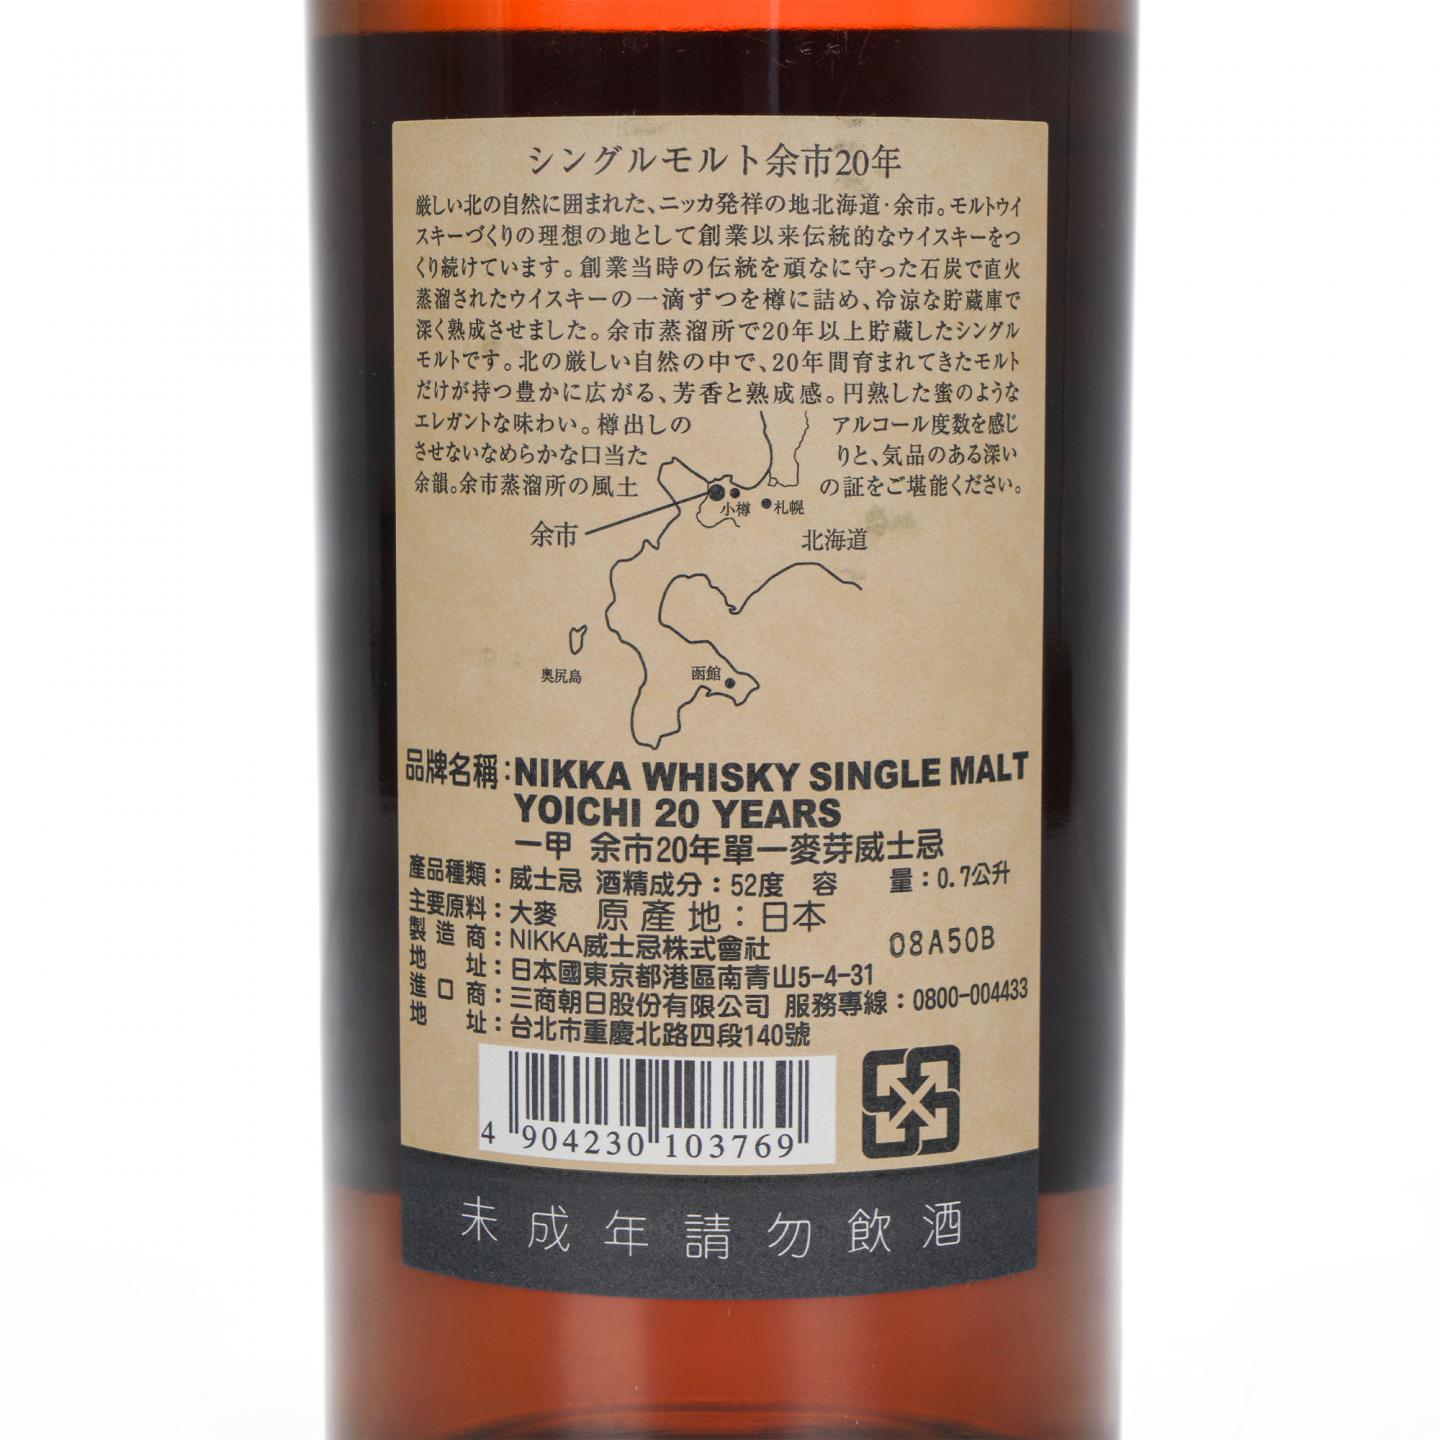 シングルモルト余市20年
厳しい北の自然に囲まれた、ニッカ発祥の地北海道・余市。モルトウイ
スキーづくりの理想の地として創業以来伝統的なウイスキーをつ
くり続けています。創業当時の伝統を頑なに守った石炭で直火
蒸溜されたウイスキーの一滴ずつを樽に詰め、冷涼な貯蔵庫で
深く熟成させました。余市蒸溜所で20年以上貯蔵したシングル
モルトです。北の厳しい自然の中で、20年間育まれてきたモルト
だけが持つ豊かに広がる、芳香と熟成感。円熟した蜜のような
エレガントな味わい。樽出しの アルコール度数を感じ
させないなめらかな口当た りと、気品のある深い
余韻。余市蒸溜所の風土 の証をご堪能ください。
小樽 札幌
余市 北海道
奥尻島 函館
品牌名稱:NIKKA WHISKY SINGLE MALT
YOICHI 20 YEARS
一甲 余市20年單一麥芽威士忌
產品種類:威士忌 酒精成分:52度 容 量:0.7公升
主要原料:大麥 原產地:日本
製造商:NIKKA威士忌株式會社 08A50B
地 址:日本國東京都港區南青山5-4-31
進口商:三商朝日股份有限公司 服務專線:0800-004433
地 址:台北市重慶北路四段140號
4 904230 103769
未成年請勿飲酒